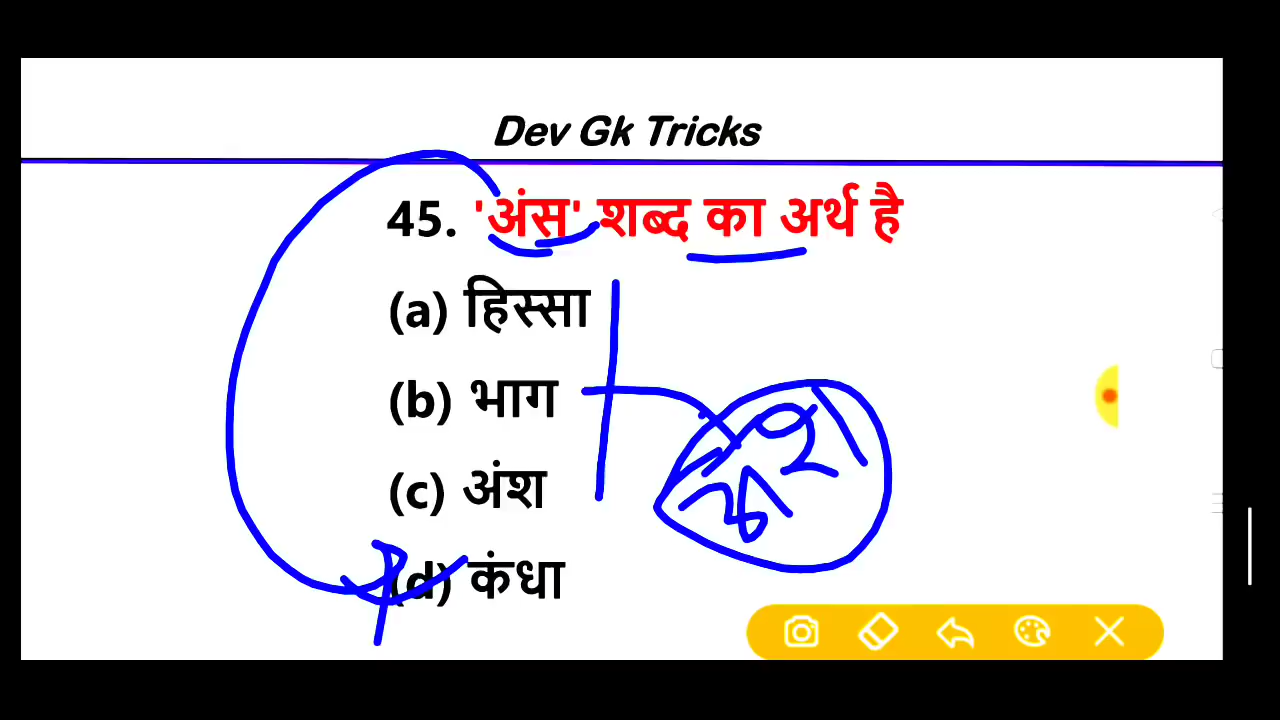 Dev Gk Tricks
45. 'अंस' शब्द का अर्थ है
(a) हिस्सा
(b) भाग
(c) अंश
(d) कंधा